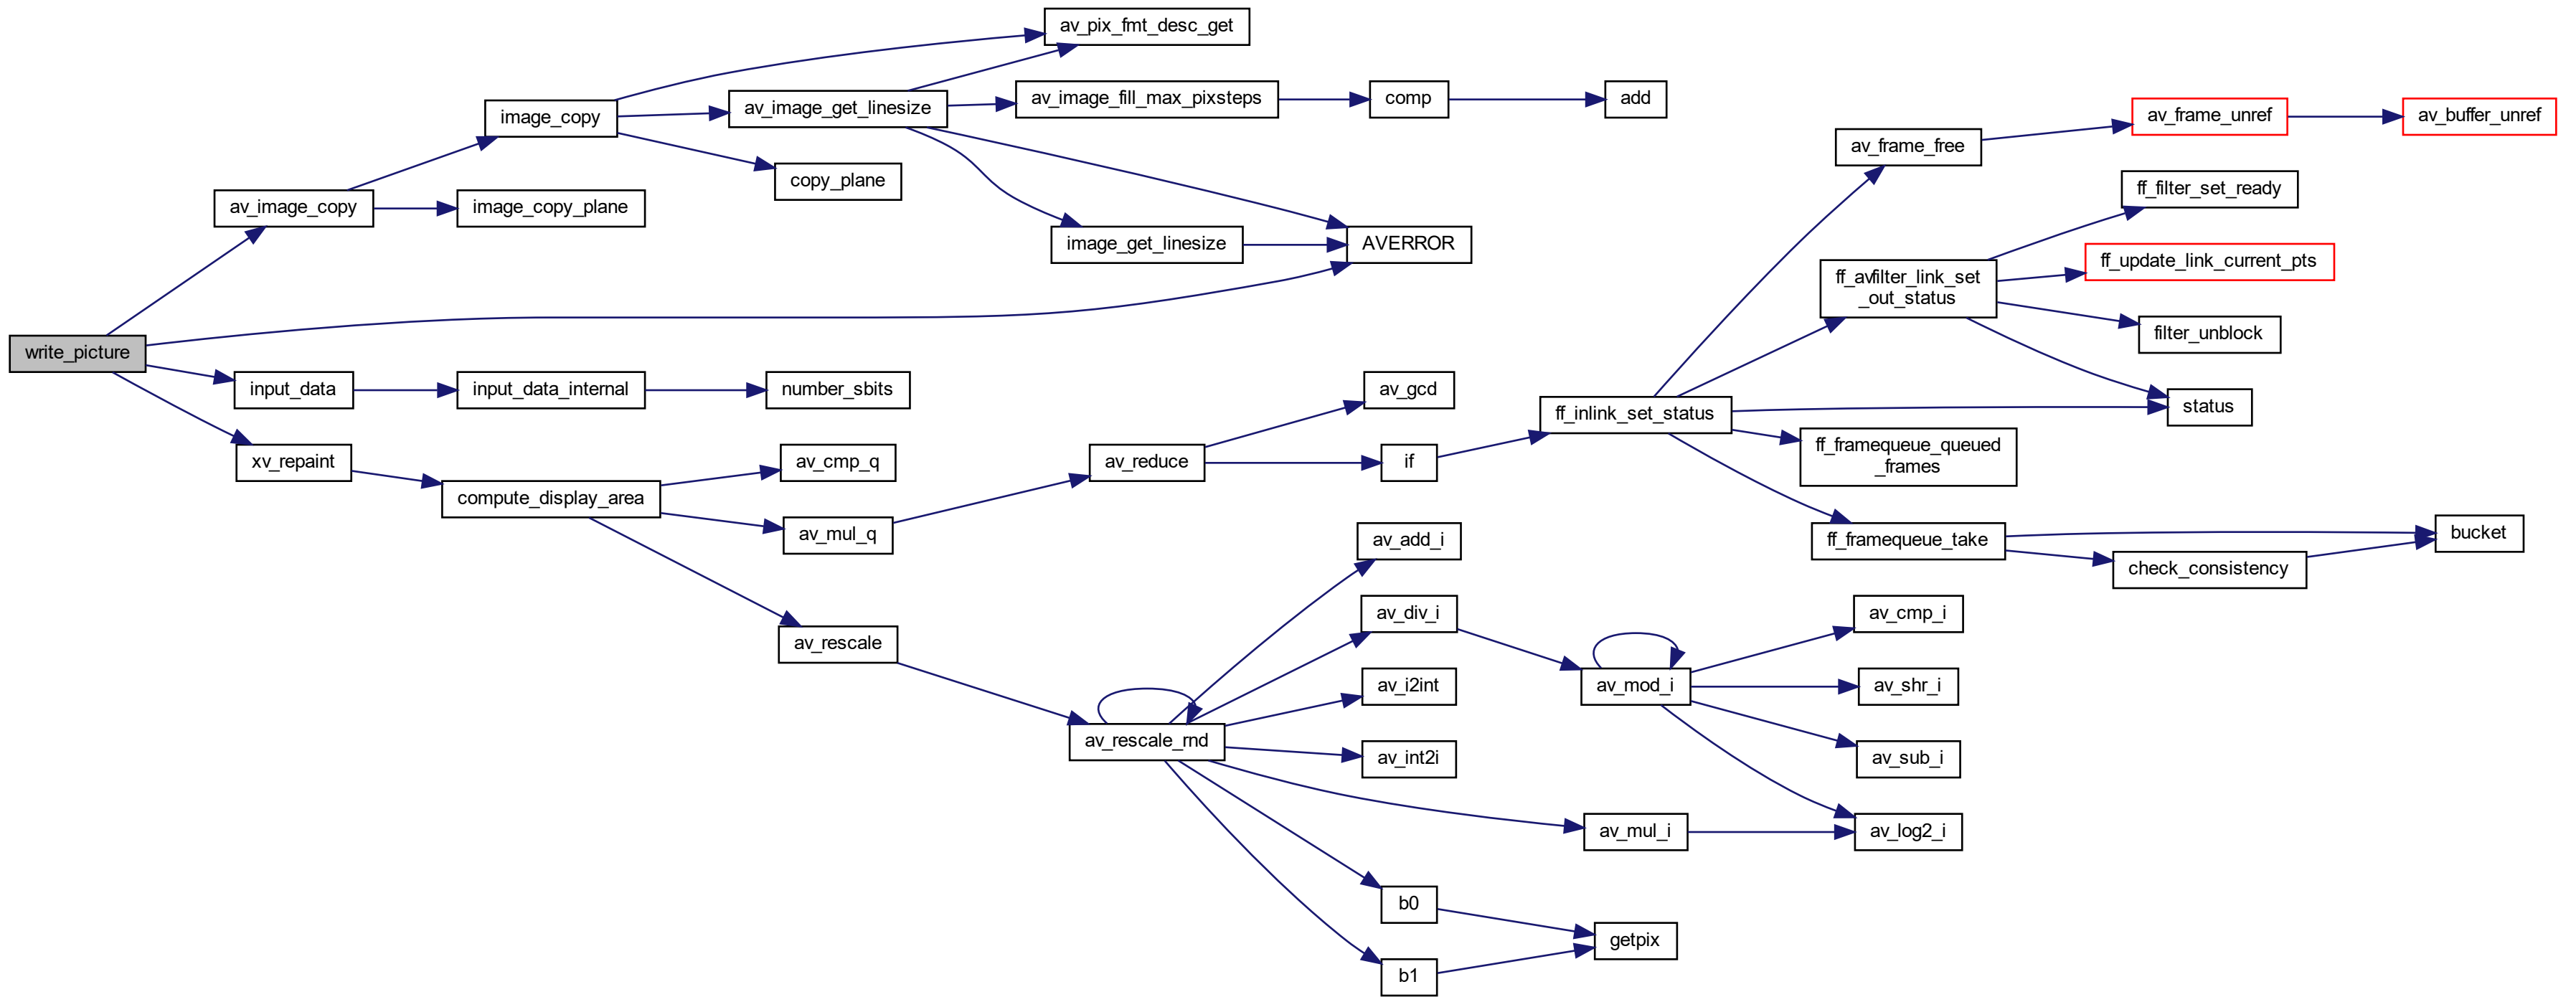 write_picture
av_image_copy
image_copy
av_pix_fmt_desc_get
av_image_get_linesize
av_image_fill_max_pixsteps
comp
add
copy_plane
image_get_linesize
AVERROR
image_copy_plane
input_data
input_data_internal
number_sbits
xv_repaint
compute_display_area
av_cmp_q
av_mul_q
av_reduce
av_gcd
if
ff_inlink_set_status
av_frame_free
av_frame_unref
av_buffer_unref
ff_avfilter_link_set
_out_status
ff_filter_set_ready
ff_update_link_current_pts
filter_unblock
status
ff_framequeue_queued
_frames
ff_framequeue_take
bucket
check_consistency
av_rescale
av_rescale_rnd
av_add_i
av_div_i
av_mod_i
av_cmp_i
av_shr_i
av_sub_i
av_log2_i
av_i2int
av_int2i
av_mul_i
b0
getpix
b1